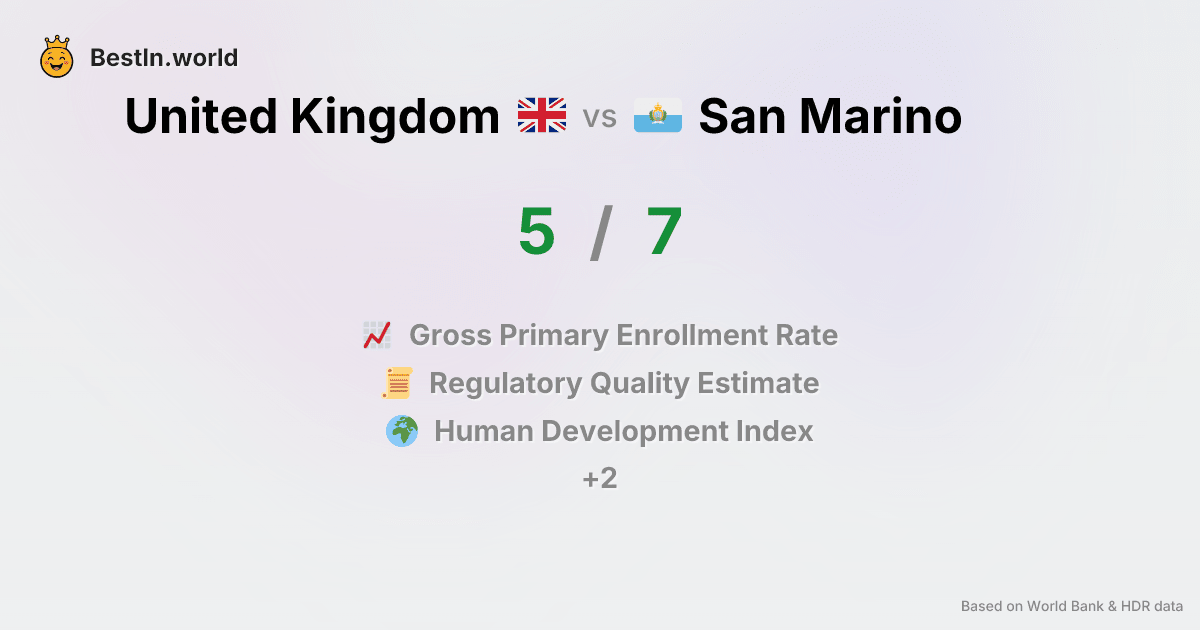 BestIn.world
United Kingdom vs San Marino
5 / 7
Gross Primary Enrollment Rate
Regulatory Quality Estimate
Human Development Index
+2
Based on World Bank & HDR data